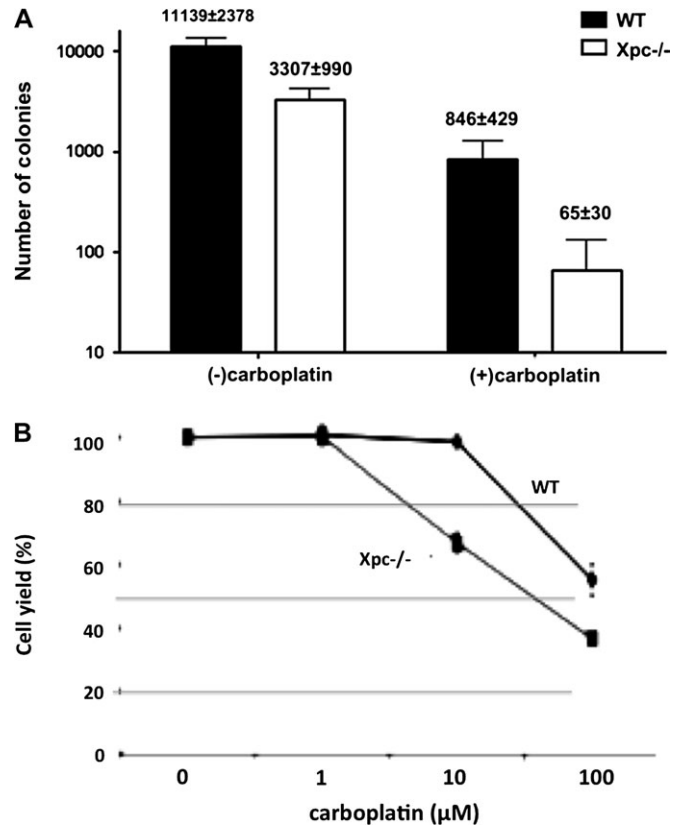 A
11139±2378
WT
Xpc-/-
3307±990
846±429
65±30
Number of colonies
10000
1000
100
10
(-)carboplatin
(+)carboplatin
B
Cell yield (%)
100
80
60
40
20
0
WT
Xpc-/-
0
1
10
100
carboplatin (μM)